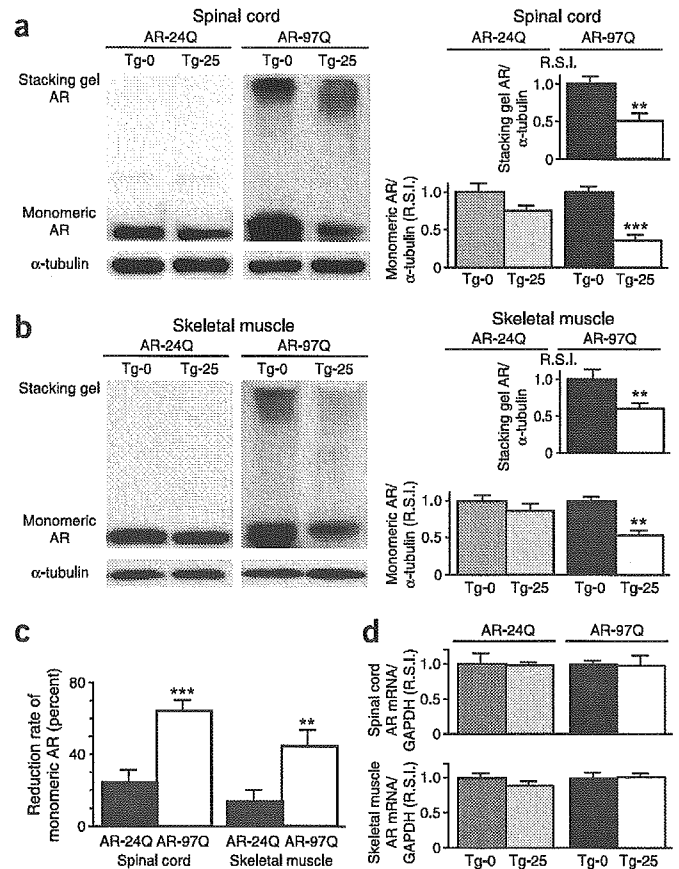 a
Spinal cord
AR-24Q AR-97Q
Tg-0 Tg-25 Tg-0 Tg-25
Stacking gel
AR
Monomeric
AR
α-tubulin
Spinal cord
AR-24Q AR-97Q
R.S.I.
Stacking gel AR/
α-tubulin
1.0
0.5
0
**
Monomeric AR/
α-tubulin (R.S.I.)
1.0
0.5
0
***
Tg-0 Tg-25 Tg-0 Tg-25
b
Skeletal muscle
AR-24Q AR-97Q
Tg-0 Tg-25 Tg-0 Tg-25
Stacking gel
Monomeric
AR
α-tubulin
Skeletal muscle
AR-24Q AR-97Q
R.S.I.
Stacking gel AR/
α-tubulin
1.0
0.5
0
**
Monomeric AR/
α-tubulin (R.S.I.)
1.0
0.5
0
**
Tg-0 Tg-25 Tg-0 Tg-25
c
Reduction rate of
monomeric AR (percent)
80
40
0
***
**
AR-24Q AR-97Q AR-24Q AR-97Q
Spinal cord Skeletal muscle
d
AR-24Q AR-97Q
Spinal cord
AR mRNA/
GAPDH (R.S.I.)
1.0
0.5
0
Skeletal muscle
AR mRNA/
GAPDH (R.S.I.)
1.0
0.5
0
Tg-0 Tg-25 Tg-0 Tg-25